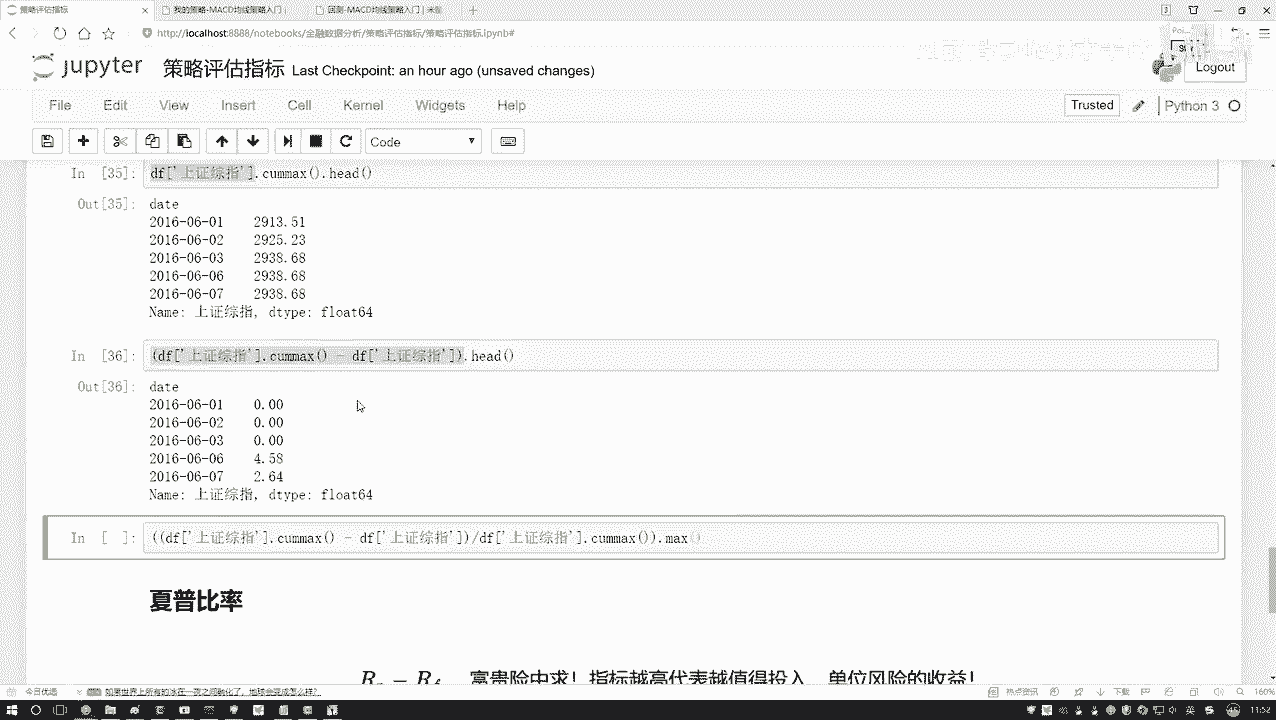 策略评估指标
我的策略-MACD均线策略入门
回测-MACD均线策略入门 | 米筐
http://localhost:8888/notebooks/金融数据分析/策略评估指标/策略评估指标.ipynb#
jupyter 策略评估指标 Last Checkpoint: an hour ago (unsaved changes)
Logout
File Edit View Insert Cell Kernel Widgets Help
Trusted Python 3
Code
In [35]: df['上证综指'].cummax().head()
Out[35]: date
2016-06-01 2913.51
2016-06-02 2925.23
2016-06-03 2938.68
2016-06-06 2938.68
2016-06-07 2938.68
Name: 上证综指, dtype: float64
In [36]: (df['上证综指'].cummax() - df['上证综指']).head()
Out[36]: date
2016-06-01 0.00
2016-06-02 0.00
2016-06-03 0.00
2016-06-06 4.58
2016-06-07 2.64
Name: 上证综指, dtype: float64
In [ ]: ((df['上证综指'].cummax() - df['上证综指'])/df['上证综指'].cummax()).max()
夏普比率
富贵险中求！指标越高代表越值得投入，单位风险的收益！
今日优选
热点资讯
下载
160%
11:52